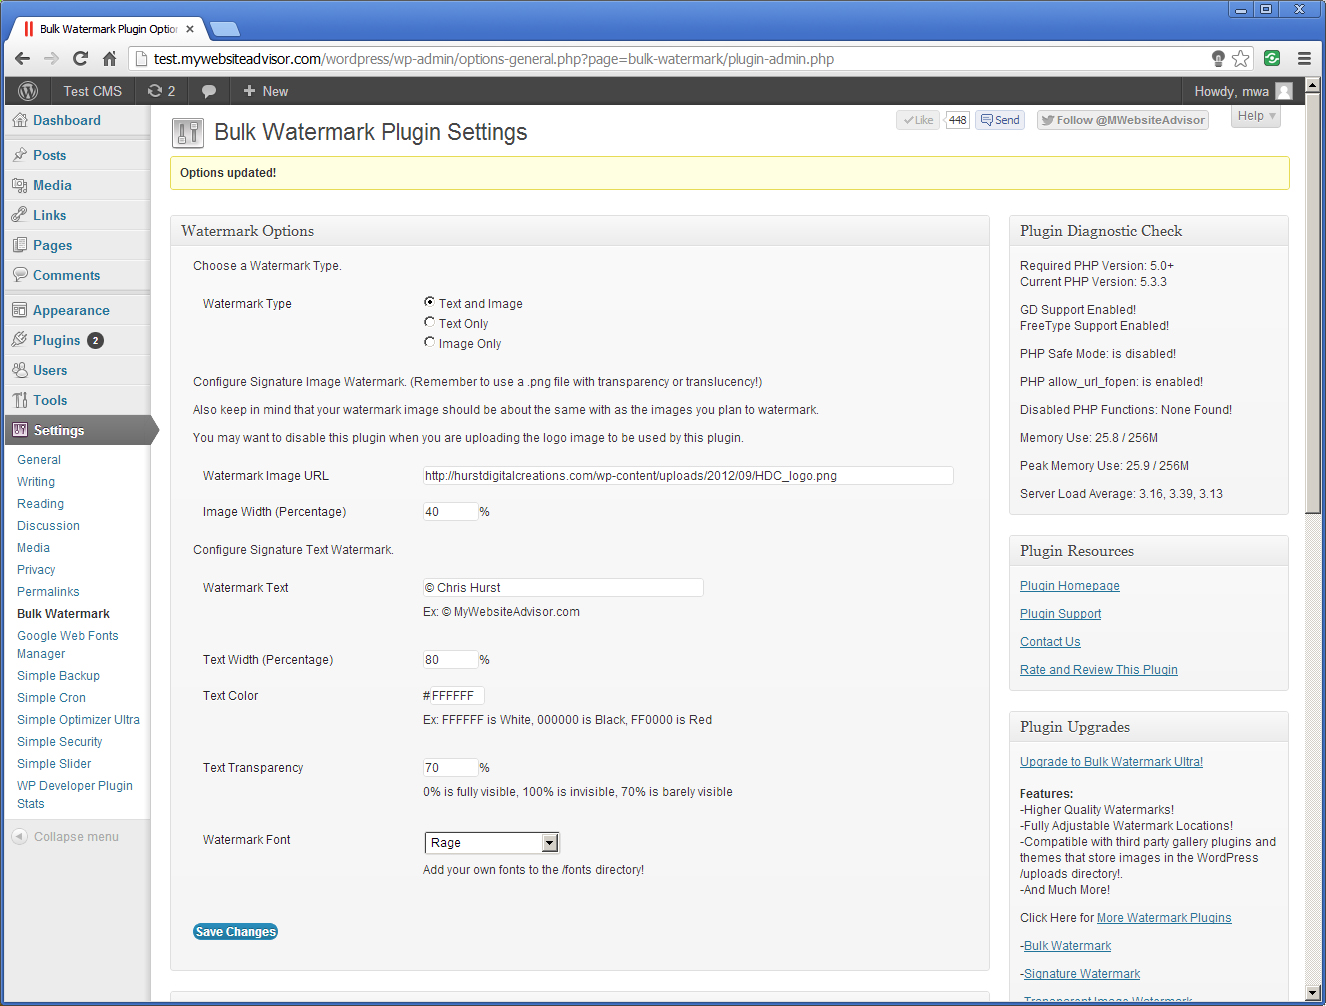 Bulk Watermark Plugin Optio
test.mywebsiteadvisor.com/wordpress/wp-admin/options-general.php?page=bulk-watermark/plugin-admin.php
Test CMS 2 + New Howdy, mwa
Dashboard
Posts
Media
Links
Pages
Comments
Appearance
Plugins 2
Users
Tools
Settings
General
Writing
Reading
Discussion
Media
Privacy
Permalinks
Bulk Watermark
Google Web Fonts
Manager
Simple Backup
Simple Cron
Simple Optimizer Ultra
Simple Security
Simple Slider
WP Developer Plugin
Stats
Collapse menu
Bulk Watermark Plugin Settings
Like 448 Send Follow @MWebsiteAdvisor Help
Options updated!
Watermark Options
Choose a Watermark Type.
Watermark Type Text and Image
Text Only
Image Only
Configure Signature Image Watermark. (Remember to use a .png file with transparency or translucency!)
Also keep in mind that your watermark image should be about the same with as the images you plan to watermark.
You may want to disable this plugin when you are uploading the logo image to be used by this plugin.
Watermark Image URL http://hurstdigitalcreations.com/wp-content/uploads/2012/09/HDC_logo.png
Image Width (Percentage) 40 %
Configure Signature Text Watermark.
Watermark Text © Chris Hurst
Ex: © MyWebsiteAdvisor.com
Text Width (Percentage) 80 %
Text Color #FFFFFF
Ex: FFFFFF is White, 000000 is Black, FF0000 is Red
Text Transparency 70 %
0% is fully visible, 100% is invisible, 70% is barely visible
Watermark Font Rage
Add your own fonts to the /fonts directory!
Save Changes
Plugin Diagnostic Check
Required PHP Version: 5.0+
Current PHP Version: 5.3.3
GD Support Enabled!
FreeType Support Enabled!
PHP Safe Mode: is disabled!
PHP allow_url_fopen: is enabled!
Disabled PHP Functions: None Found!
Memory Use: 25.8 / 256M
Peak Memory Use: 25.9 / 256M
Server Load Average: 3.16, 3.39, 3.13
Plugin Resources
Plugin Homepage
Plugin Support
Contact Us
Rate and Review This Plugin
Plugin Upgrades
Upgrade to Bulk Watermark Ultra!
Features:
-Higher Quality Watermarks!
-Fully Adjustable Watermark Locations!
-Compatible with third party gallery plugins and
themes that store images in the WordPress
/uploads directory!.
-And Much More!
Click Here for More Watermark Plugins
-Bulk Watermark
-Signature Watermark
-Transparent Image Watermark